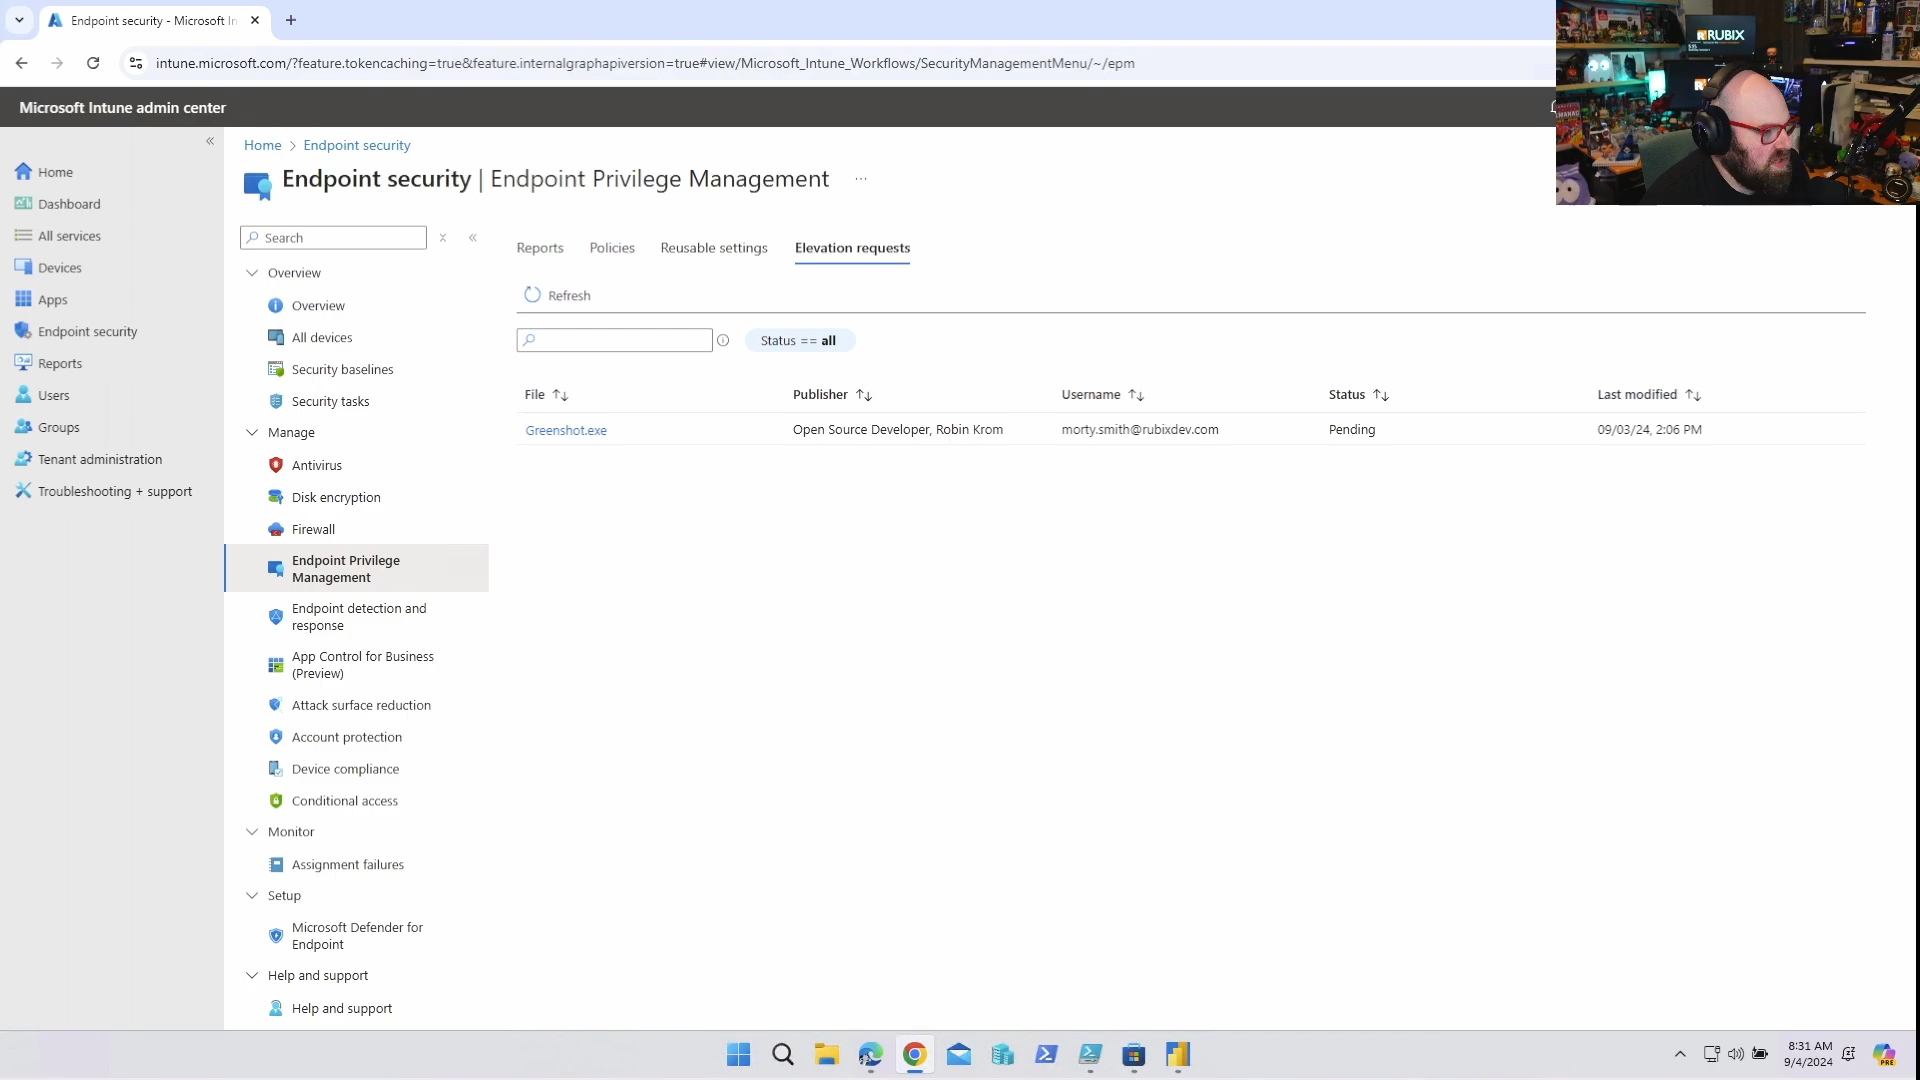 Endpoint security - Microsoft In
intune.microsoft.com/?feature.tokencaching=true&feature.internalgraphapiversion=true#view/Microsoft_Intune_Workflows/SecurityManagementMenu/~/epm
RUBIX
Microsoft Intune admin center
Home
Dashboard
All services
Devices
Apps
Endpoint security
Reports
Users
Groups
Tenant administration
Troubleshooting + support
Home > Endpoint security
Endpoint security | Endpoint Privilege Management ...
Search
Overview
Overview
All devices
Security baselines
Security tasks
Manage
Antivirus
Disk encryption
Firewall
Endpoint Privilege
Management
Endpoint detection and
response
App Control for Business
(Preview)
Attack surface reduction
Account protection
Device compliance
Conditional access
Monitor
Assignment failures
Setup
Microsoft Defender for
Endpoint
Help and support
Help and support
Reports Policies Reusable settings Elevation requests
Refresh
Status == all
File Publisher Username Status Last modified
Greenshot.exe Open Source Developer, Robin Krom morty.smith@rubixdev.com Pending 09/03/24, 2:06 PM
8:31 AM
9/4/2024
PRE